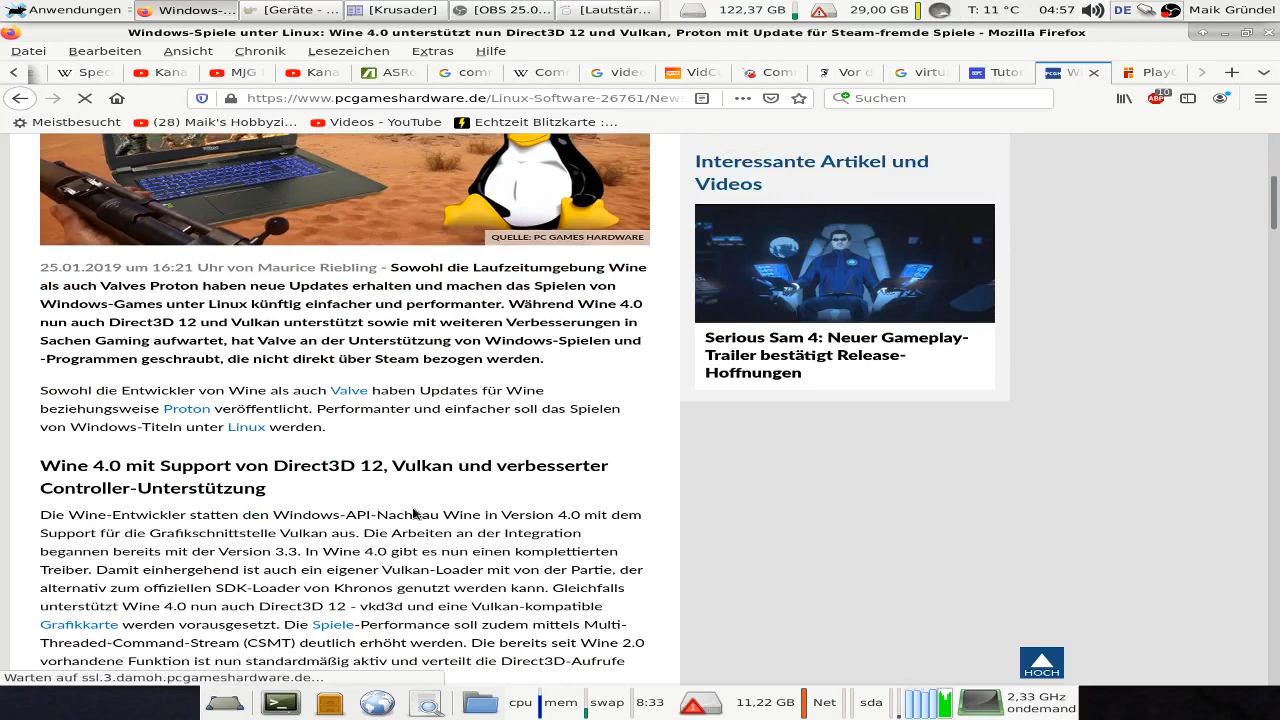 Anwendungen
Windows-...
[Geräte - ...
[Krusader]
[OBS 25.0...
[Lautstär...
122,37 GB
29,00 GB
T: 11 °C
DE
04:57
Maik Gründel
Windows-Spiele unter Linux: Wine 4.0 unterstützt nun Direct3D 12 und Vulkan, Proton mit Update für Steam-fremde Spiele - Mozilla Firefox
Datei Bearbeiten Ansicht Chronik Lesezeichen Extras Hilfe
Spec Kana MJG Kana ASRo comr Com video VidCu Comr Vor d virtu Tutor Wi PlayC
https://www.pcgameshardware.de/Linux-Software-26761/News
Suchen
ABP
10
Meistbesucht
(28) Maik's Hobbyzi...
Videos - YouTube
Echtzeit Blitzkarte :...
QUELLE: PC GAMES HARDWARE
25.01.2019 um 16:21 Uhr von Maurice Riebling - Sowohl die Laufzeitumgebung Wine
als auch Valves Proton haben neue Updates erhalten und machen das Spielen von
Windows-Games unter Linux künftig einfacher und performanter. Während Wine 4.0
nun auch Direct3D 12 und Vulkan unterstützt sowie mit weiteren Verbesserungen in
Sachen Gaming aufwartet, hat Valve an der Unterstützung von Windows-Spielen und
-Programmen geschraubt, die nicht direkt über Steam bezogen werden.
Sowohl die Entwickler von Wine als auch Valve haben Updates für Wine
beziehungsweise Proton veröffentlicht. Performanter und einfacher soll das Spielen
von Windows-Titeln unter Linux werden.
Wine 4.0 mit Support von Direct3D 12, Vulkan und verbesserter
Controller-Unterstützung
Die Wine-Entwickler statten den Windows-API-Nachbau Wine in Version 4.0 mit dem
Support für die Grafikschnittstelle Vulkan aus. Die Arbeiten an der Integration
begannen bereits mit der Version 3.3. In Wine 4.0 gibt es nun einen komplettierten
Treiber. Damit einhergehend ist auch ein eigener Vulkan-Loader mit von der Partie, der
alternativ zum offiziellen SDK-Loader von Khronos genutzt werden kann. Gleichfalls
unterstützt Wine 4.0 nun auch Direct3D 12 - vkd3d und eine Vulkan-kompatible
Grafikkarte werden vorausgesetzt. Die Spiele-Performance soll zudem mittels Multi-
Threaded-Command-Stream (CSMT) deutlich erhöht werden. Die bereits seit Wine 2.0
vorhandene Funktion ist nun standardmäßig aktiv und verteilt die Direct3D-Aufrufe
Interessante Artikel und
Videos
Serious Sam 4: Neuer Gameplay-
Trailer bestätigt Release-
Hoffnungen
HOCH
Warten auf ssl.3.damoh.pcgameshardware.de...
cpu
mem
swap
8:33
11,22 GB
Net
sda
2,33 GHz
ondemand